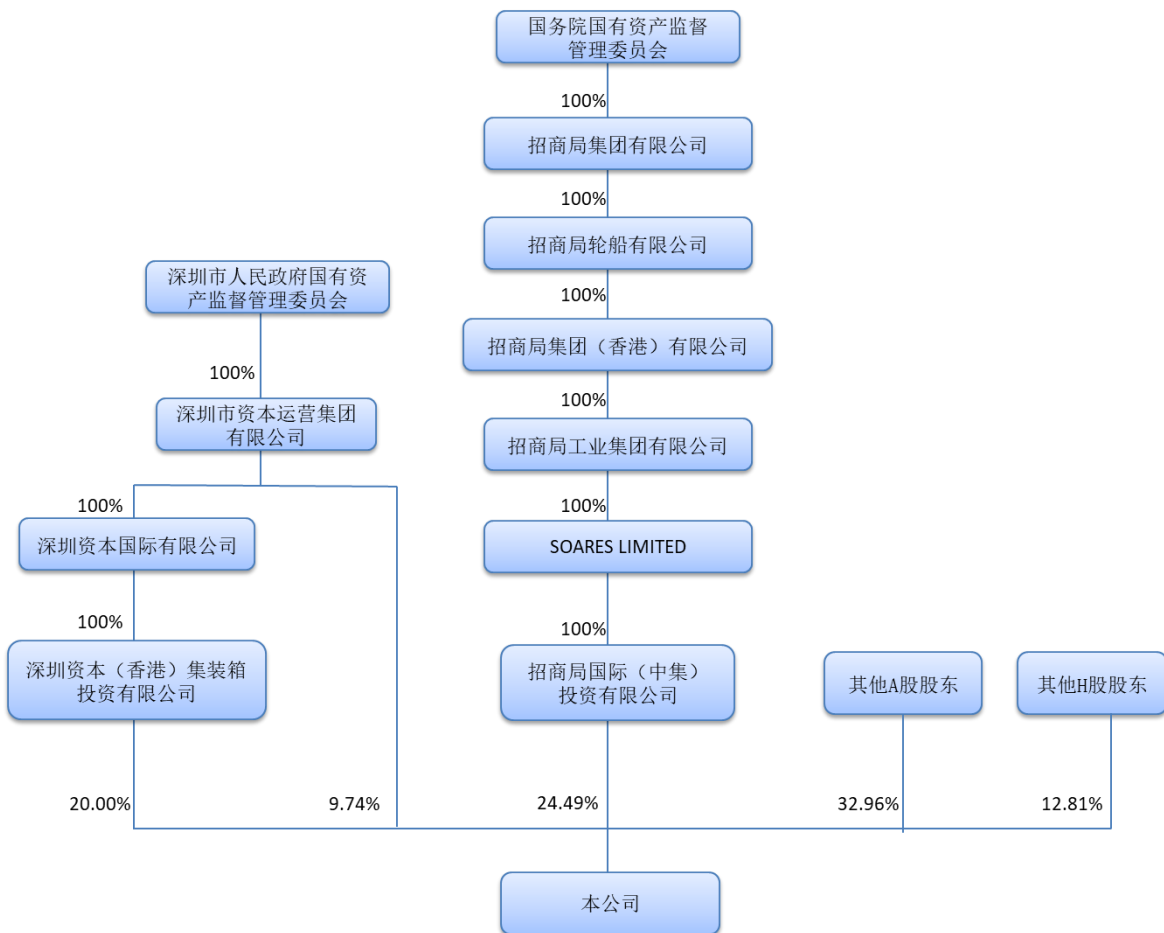 国务院国有资产监督
管理委员会
100%
招商局集团有限公司
100%
招商局轮船有限公司
深圳市人民政府国有资
产监督管理委员会
100%
招商局集团（香港）有限公司
100%
100%
深圳市资本运营集团
有限公司
招商局工业集团有限公司
100%
100%
深圳资本国际有限公司
SOARES LIMITED
100%
100%
深圳资本（香港）集装箱
投资有限公司
招商局国际（中集）
投资有限公司
其他A股股东
其他H股股东
20.00%
9.74%
24.49%
32.96%
12.81%
本公司